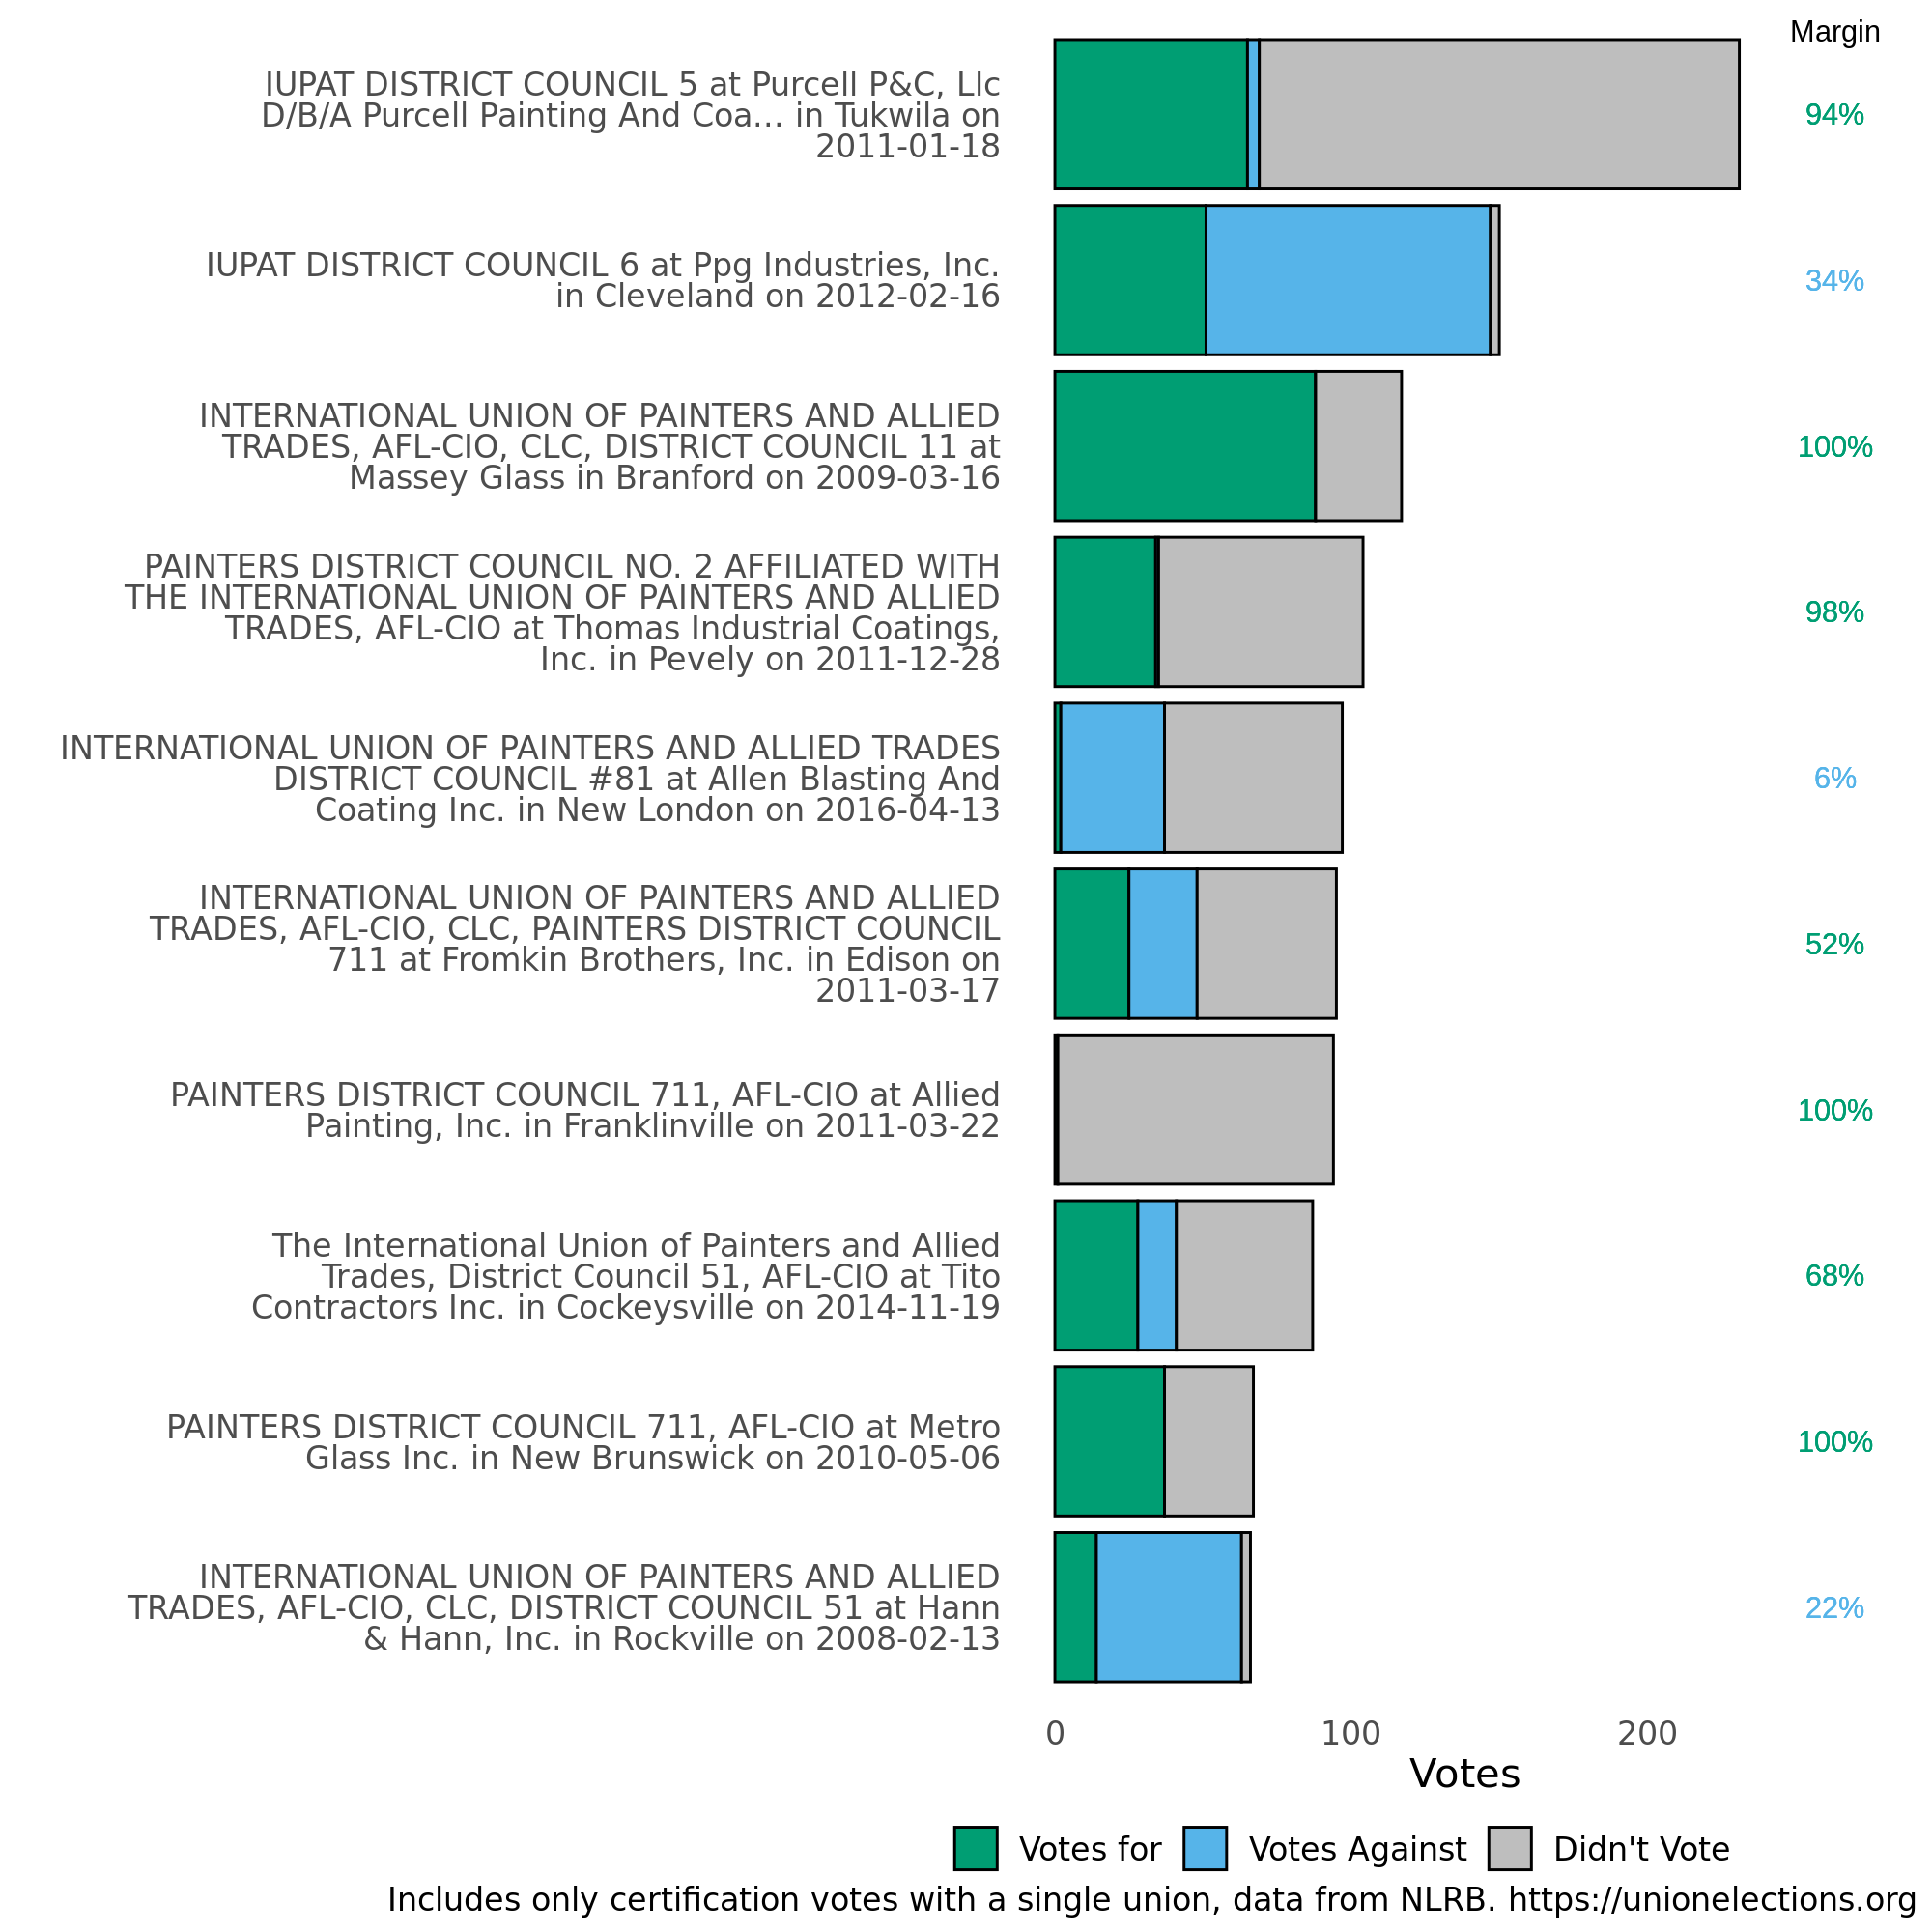 Margin
IUPAT DISTRICT COUNCIL 5 at Purcell P&C, Llc
D/B/A Purcell Painting And Coa... in Tukwila on
2011-01-18
94%
IUPAT DISTRICT COUNCIL 6 at Ppg Industries, Inc.
in Cleveland on 2012-02-16
34%
INTERNATIONAL UNION OF PAINTERS AND ALLIED
TRADES, AFL-CIO, CLC, DISTRICT COUNCIL 11 at
Massey Glass in Branford on 2009-03-16
100%
PAINTERS DISTRICT COUNCIL NO. 2 AFFILIATED WITH
THE INTERNATIONAL UNION OF PAINTERS AND ALLIED
TRADES, AFL-CIO at Thomas Industrial Coatings,
Inc. in Pevely on 2011-12-28
98%
INTERNATIONAL UNION OF PAINTERS AND ALLIED TRADES
DISTRICT COUNCIL #81 at Allen Blasting And
Coating Inc. in New London on 2016-04-13
6%
INTERNATIONAL UNION OF PAINTERS AND ALLIED
TRADES, AFL-CIO, CLC, PAINTERS DISTRICT COUNCIL
711 at Fromkin Brothers, Inc. in Edison on
2011-03-17
52%
PAINTERS DISTRICT COUNCIL 711, AFL-CIO at Allied
Painting, Inc. in Franklinville on 2011-03-22
100%
The International Union of Painters and Allied
Trades, District Council 51, AFL-CIO at Tito
Contractors Inc. in Cockeysville on 2014-11-19
68%
PAINTERS DISTRICT COUNCIL 711, AFL-CIO at Metro
Glass Inc. in New Brunswick on 2010-05-06
100%
INTERNATIONAL UNION OF PAINTERS AND ALLIED
TRADES, AFL-CIO, CLC, DISTRICT COUNCIL 51 at Hann
& Hann, Inc. in Rockville on 2008-02-13
22%
0 100 200
Votes
Votes for Votes Against Didn't Vote
Includes only certification votes with a single union, data from NLRB. https://unionelections.org